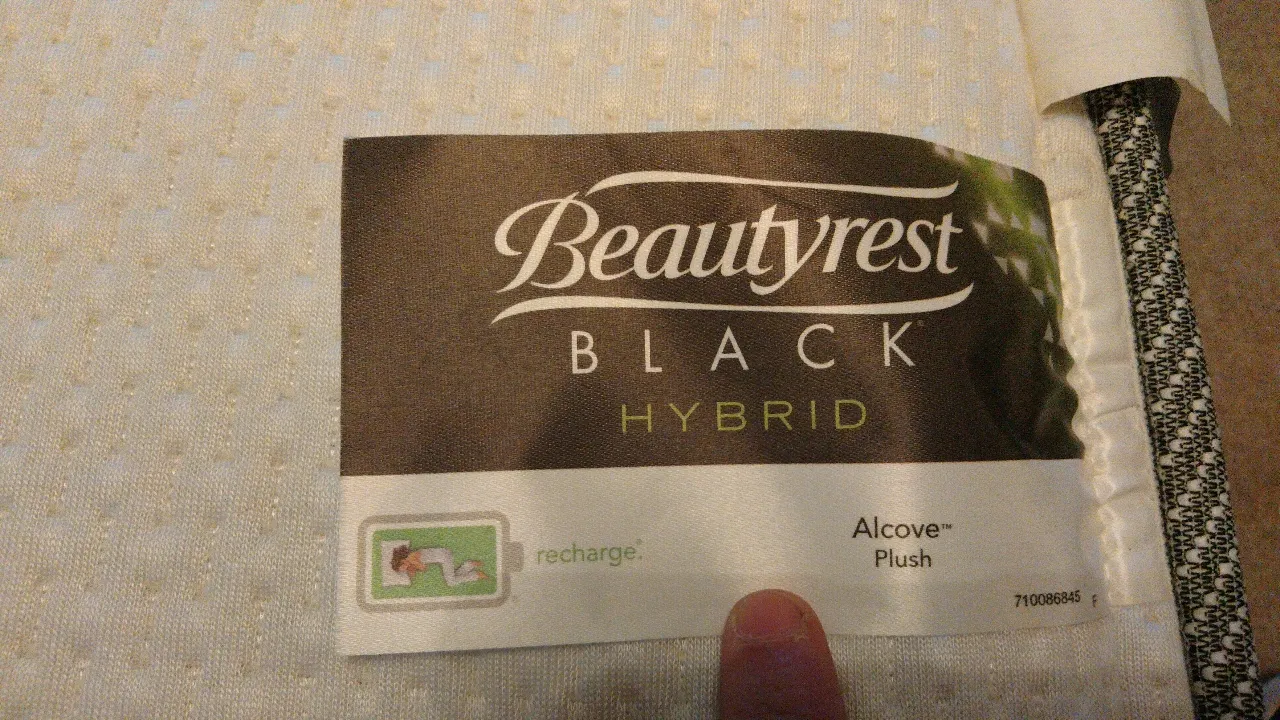 Beautyrest
BLACK®
HYBRID
recharge®
Alcove™
Plush
710086845 F